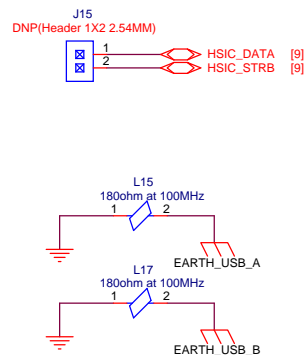 J15
DNP(Header 1X2 2.54MM)
1 HSIC_DATA [9]
2 HSIC_STRB [9]
L15
180ohm at 100MHz
1 2
EARTH_USB_A
L17
180ohm at 100MHz
1 2
EARTH_USB_B